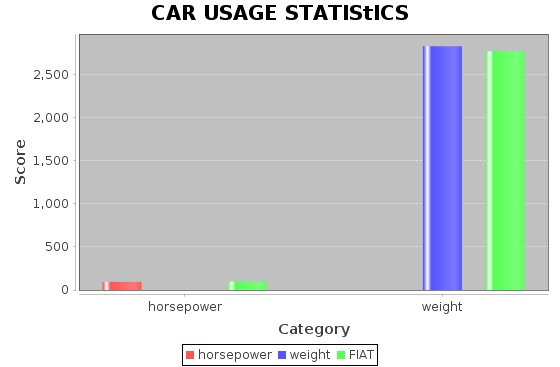 CAR USAGE STATIStICS
2,500
2,000
1,500
1,000
500
0
Score
horsepower weight
Category
horsepower weight FIAT